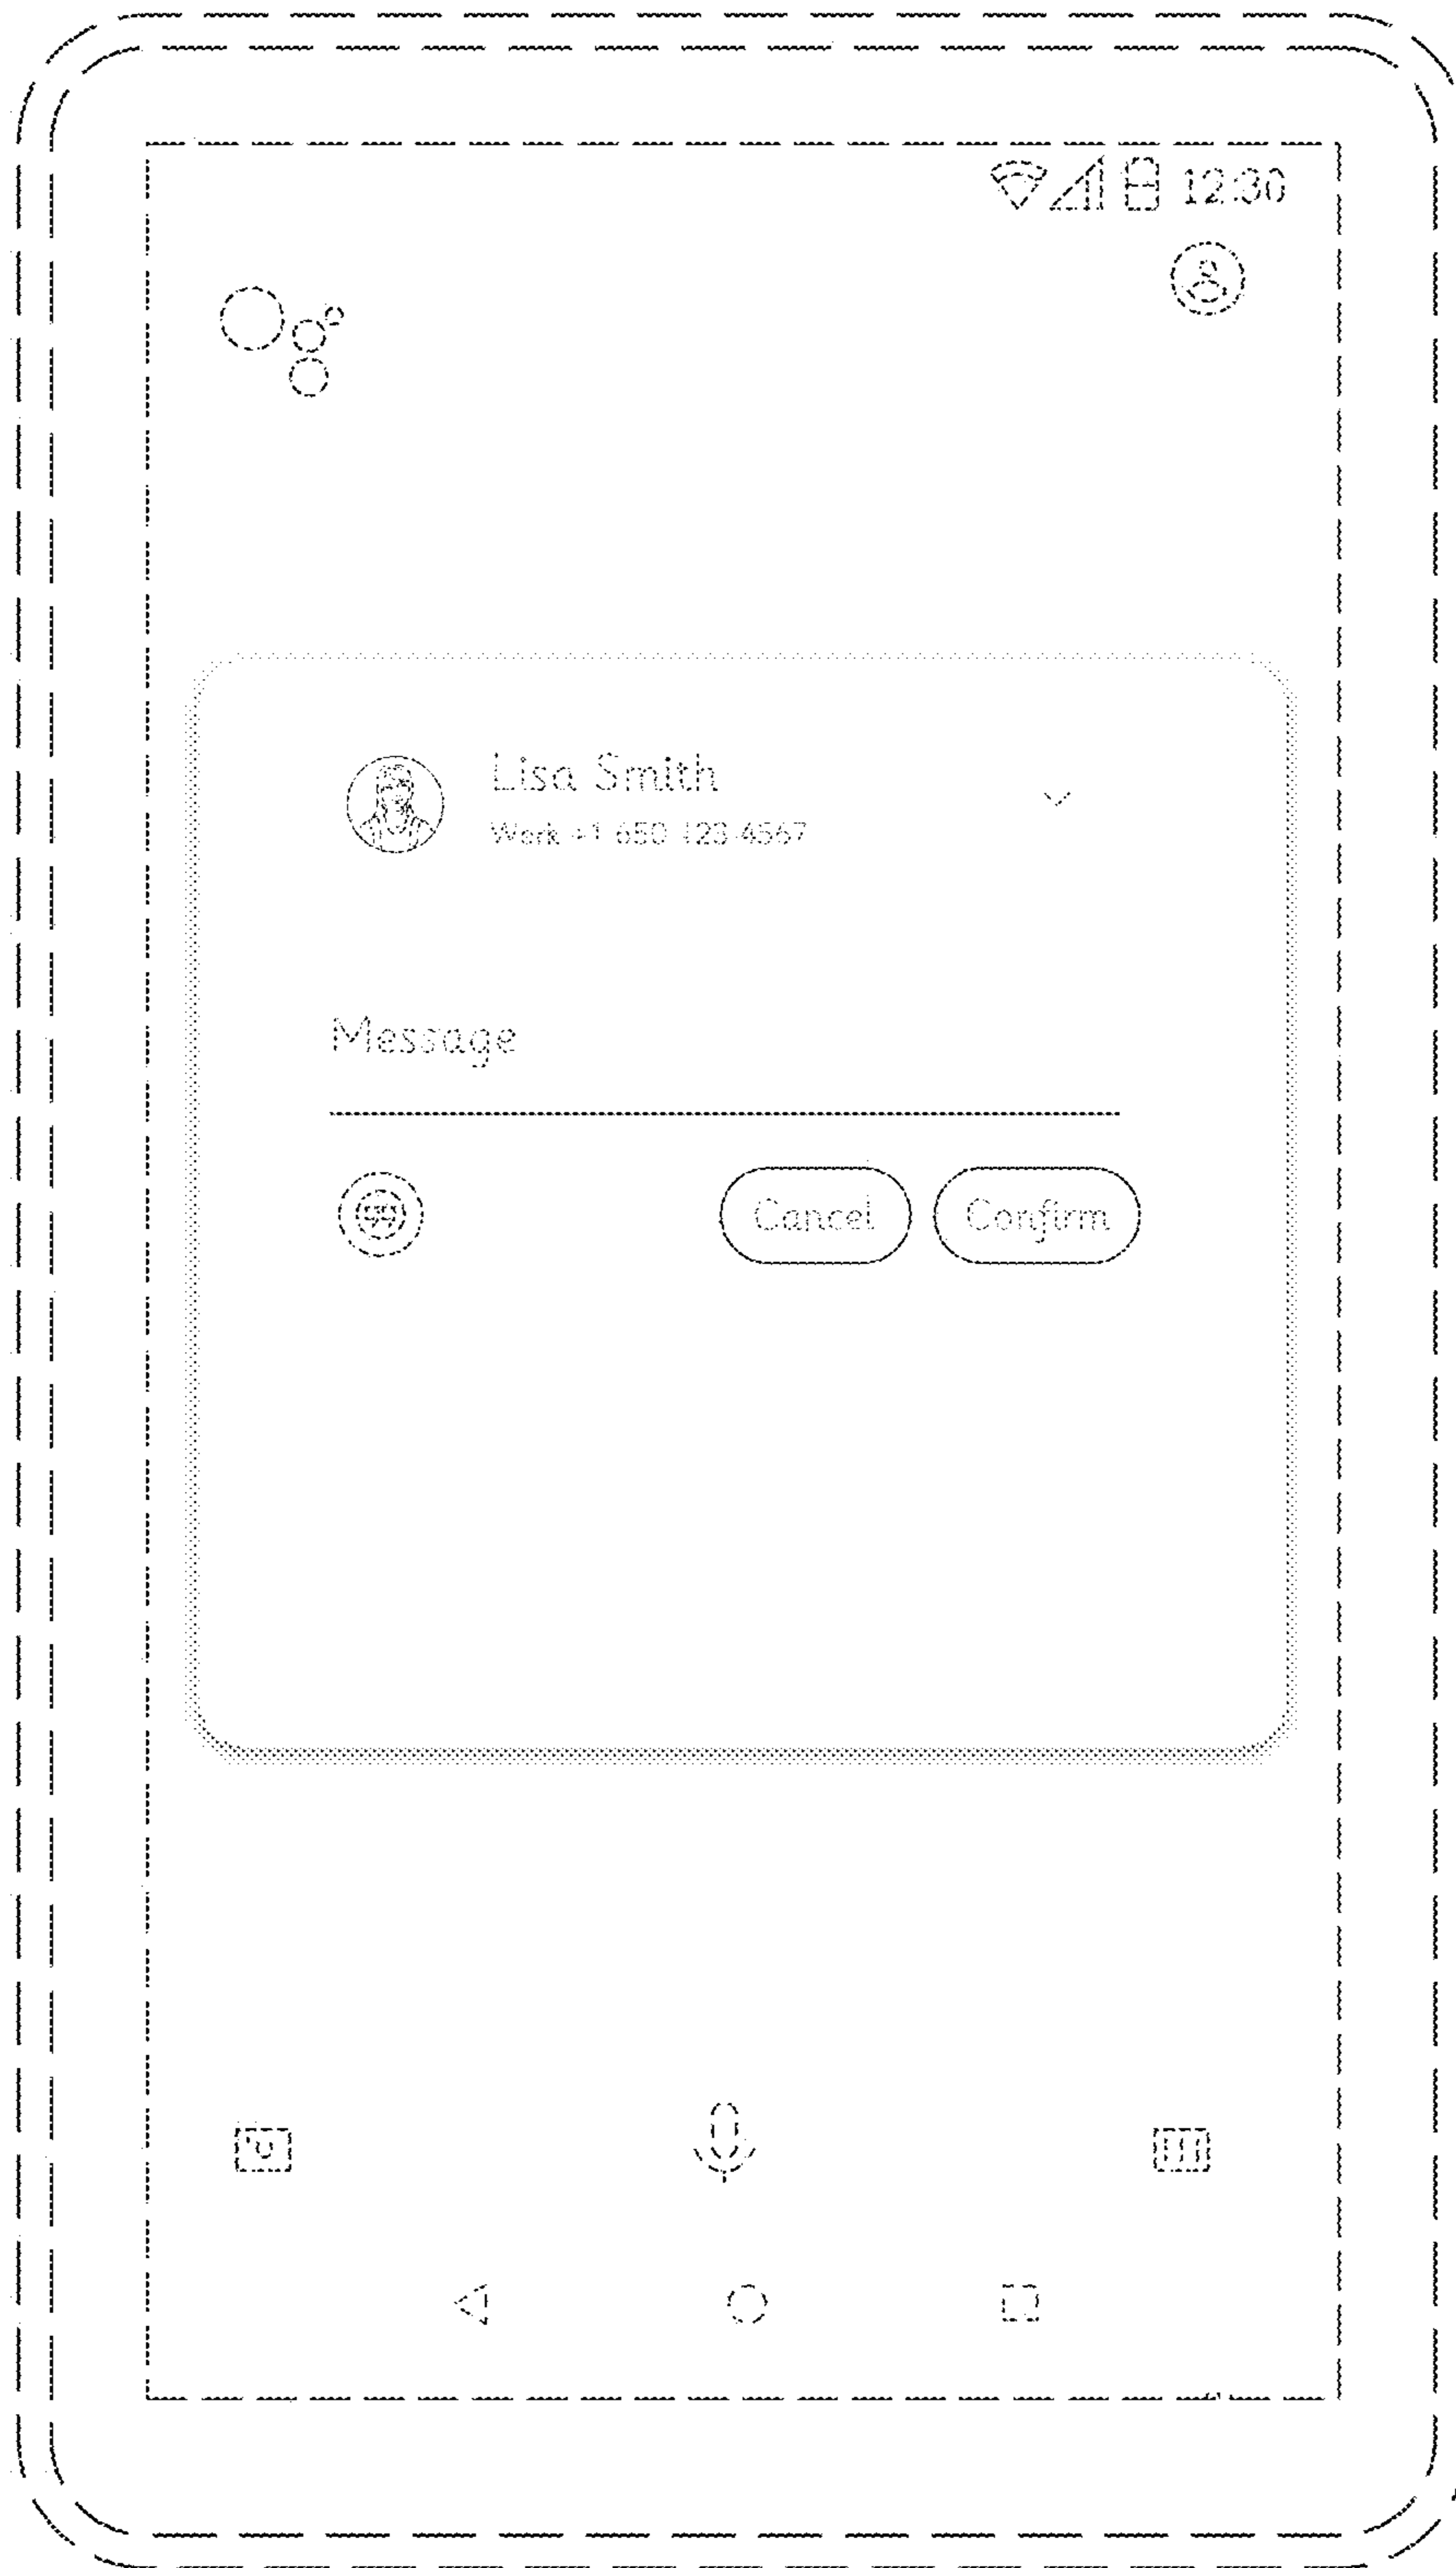 12:30
Lisa Smith
Work +1 650 123-4567
Message
Cancel Confirm